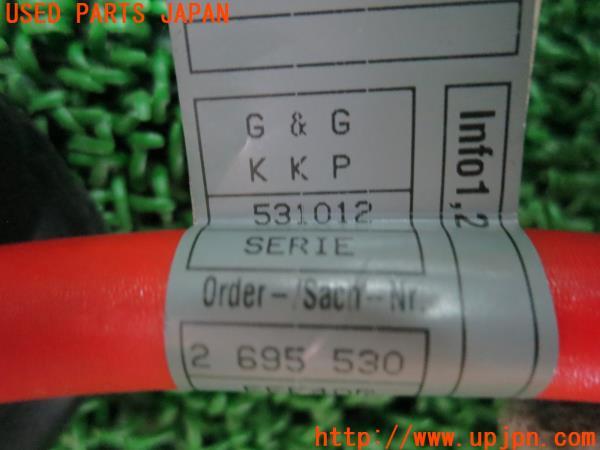 USED PARTS JAPAN
G & G
K K P
531012
SERIE
Info1,2
Order-/Sach-Nr.
2 695 530
http://www.upjpn.com/